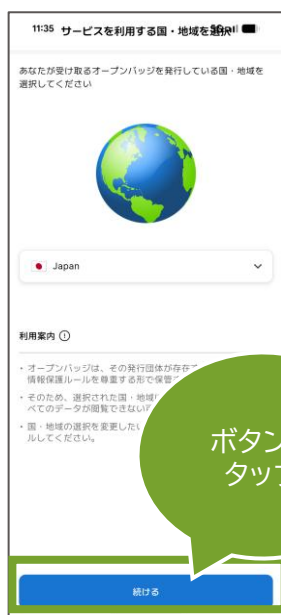 11:35
サービスを利用する国・地域を選択
あなたが受け取るオープンバッジを発行している国・地域を
選択してください
Japan
利用案内
・オープンバッジは、その発行団体が存在
情報保護ルールを尊重する形で保管
・そのため、選択された国・地域
べてのデータが閲覧できない
・国・地域の選択を変更したい
ルしてください。
ボタン
タップ
続ける